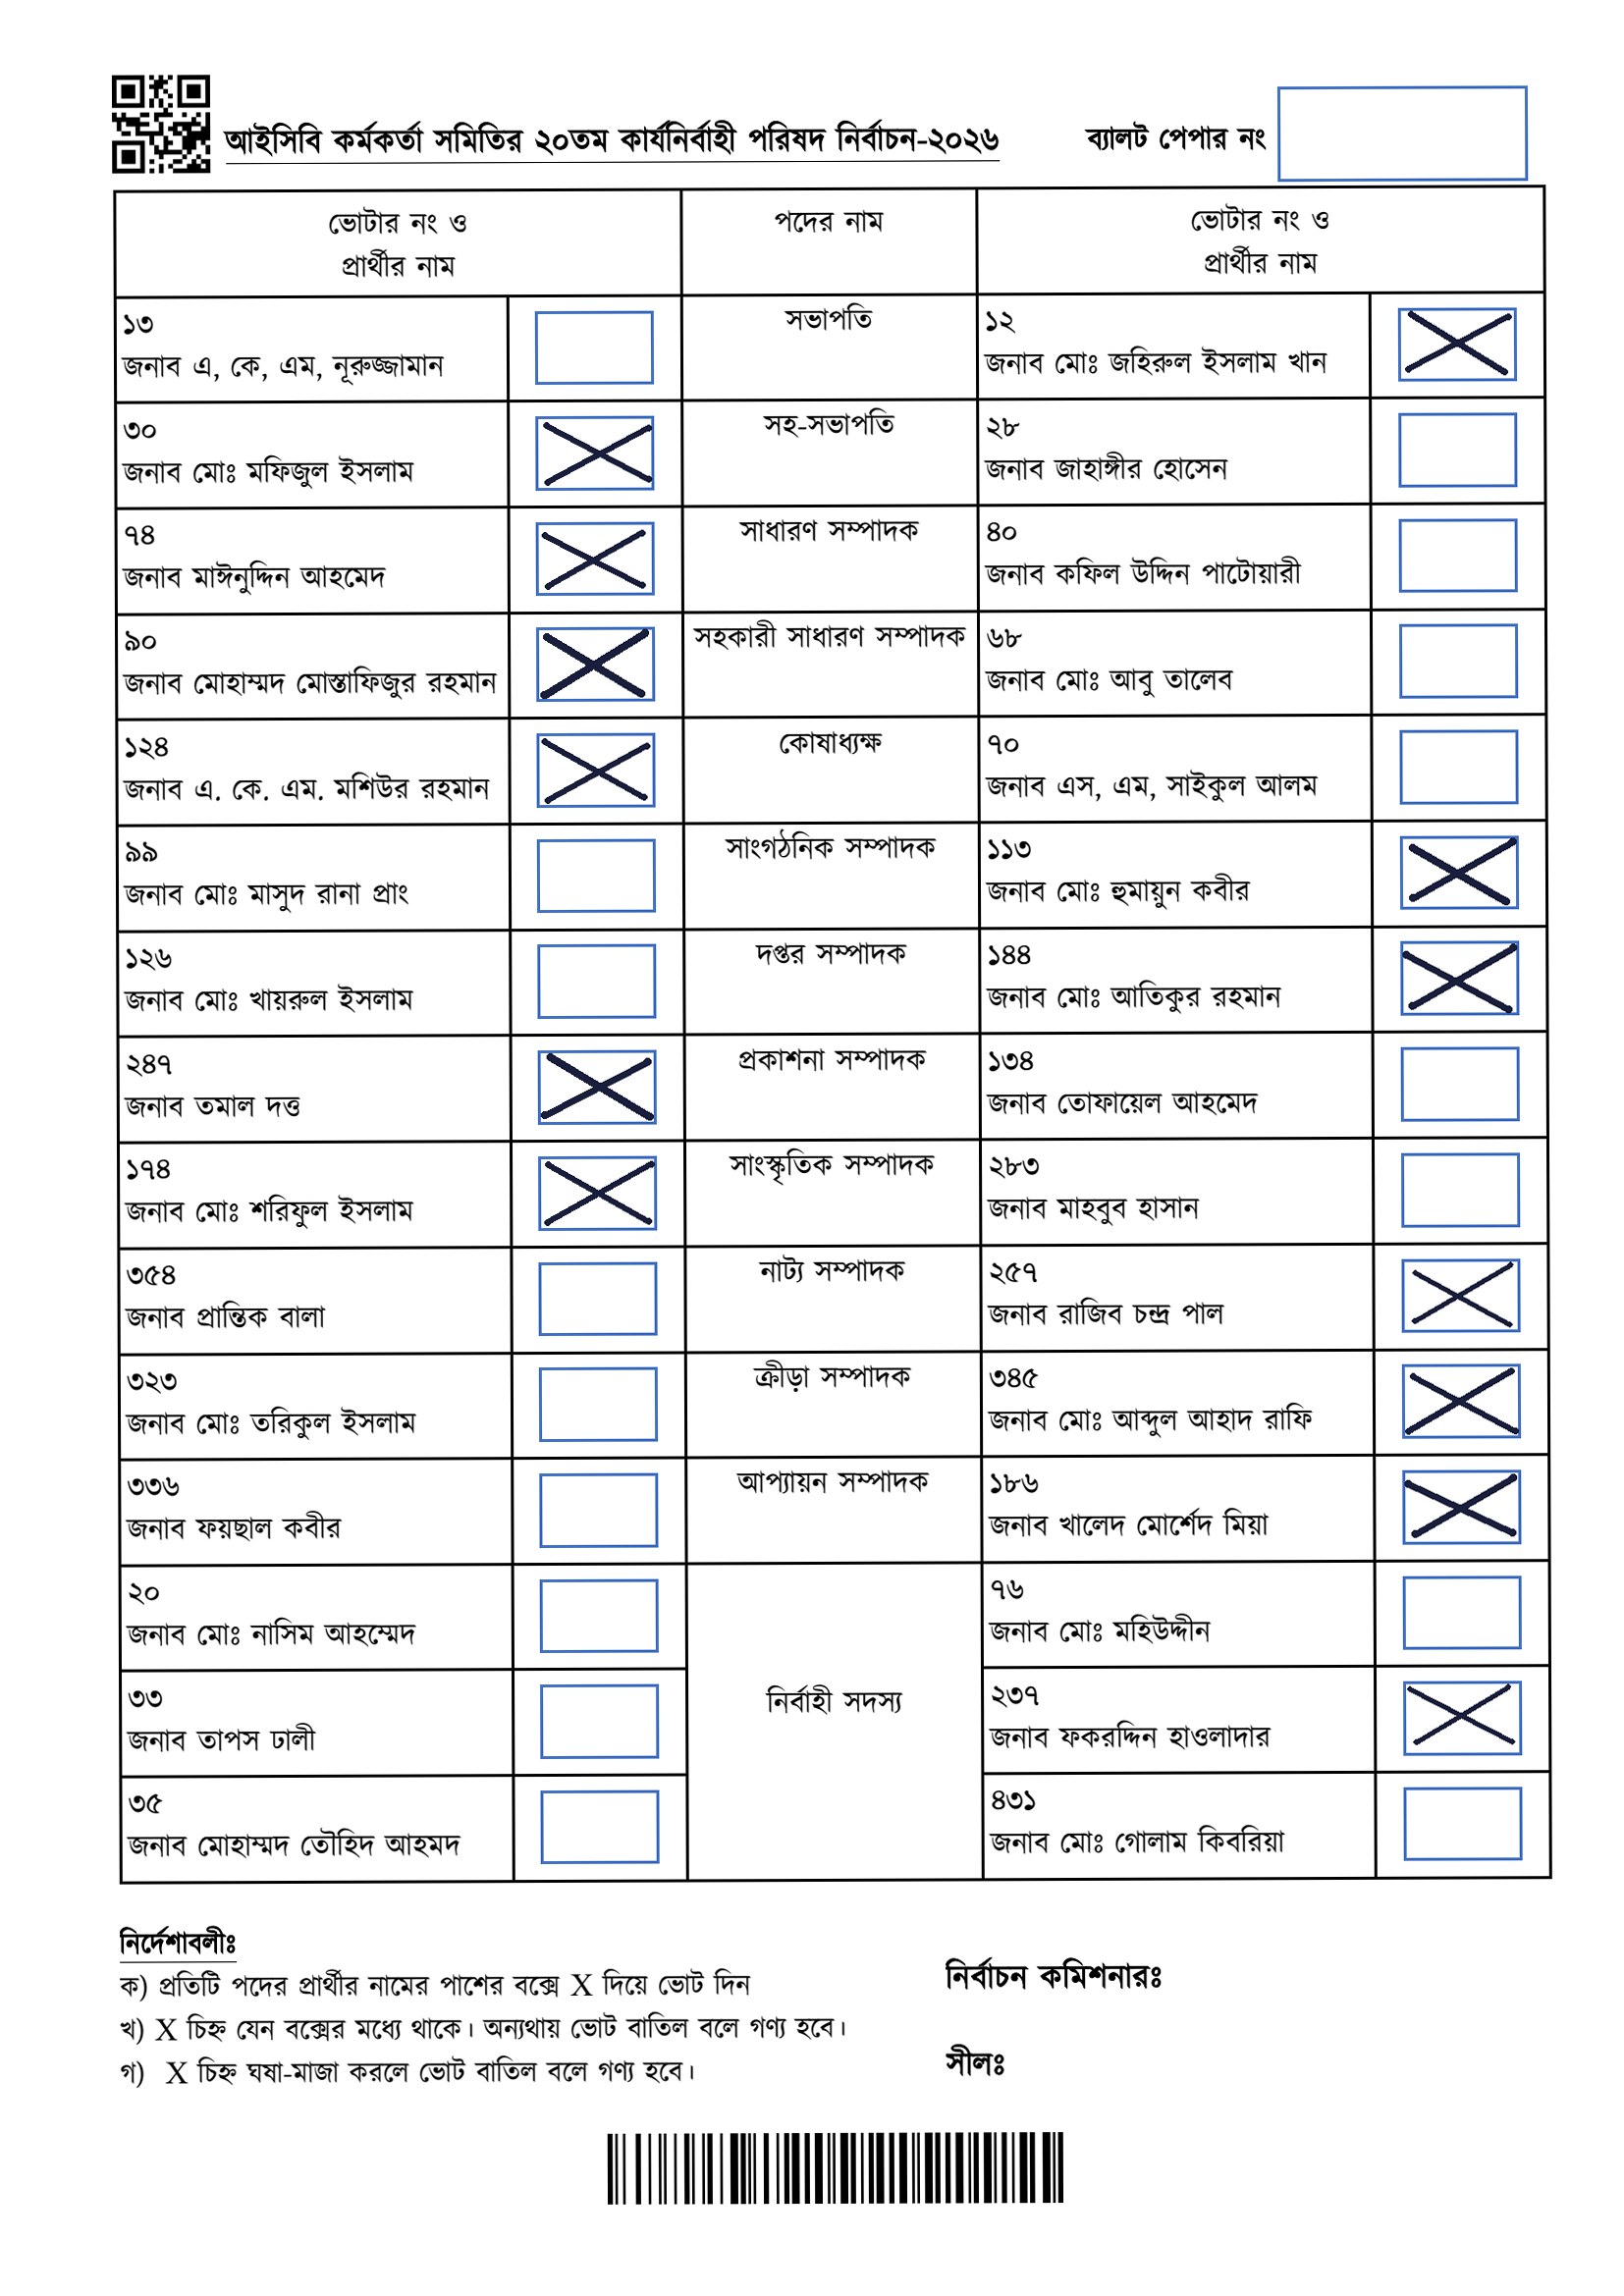 আইসিবি কর্মকর্তা সমিতির ২০তম কার্যনির্বাহী পরিষদ নির্বাচন-২০২৬ ব্যালট পেপার নং
ভোটার নং ও
প্রার্থীর নাম
পদের নাম
ভোটার নং ও
প্রার্থীর নাম
১৩
জনাব এ, কে, এম, নূরুজ্জামান
সভাপতি
১২
জনাব মোঃ জহিরুল ইসলাম খান
৩০
জনাব মোঃ মফিজুল ইসলাম
সহ-সভাপতি
২৮
জনাব জাহাঙ্গীর হোসেন
৭৪
জনাব মাঈনুদ্দিন আহমেদ
সাধারণ সম্পাদক
৪০
জনাব কফিল উদ্দিন পাটোয়ারী
৯০
জনাব মোহাম্মদ মোস্তাফিজুর রহমান
সহকারী সাধারণ সম্পাদক
৬৮
জনাব মোঃ আবু তালেব
১২৪
জনাব এ. কে. এম. মশিউর রহমান
কোষাধ্যক্ষ
৭০
জনাব এস, এম, সাইকুল আলম
৯৯
জনাব মোঃ মাসুদ রানা প্রাং
সাংগঠনিক সম্পাদক
১১৩
জনাব মোঃ হুমায়ুন কবীর
১২৬
জনাব মোঃ খায়রুল ইসলাম
দপ্তর সম্পাদক
১৪৪
জনাব মোঃ আতিকুর রহমান
২৪৭
জনাব তমাল দত্ত
প্রকাশনা সম্পাদক
১৩৪
জনাব তোফায়েল আহমেদ
১৭৪
জনাব মোঃ শরিফুল ইসলাম
সাংস্কৃতিক সম্পাদক
২৮৩
জনাব মাহবুব হাসান
৩৫৪
জনাব প্রান্তিক বালা
নাট্য সম্পাদক
২৫৭
জনাব রাজিব চন্দ্র পাল
৩২৩
জনাব মোঃ তরিকুল ইসলাম
ক্রীড়া সম্পাদক
৩৪৫
জনাব মোঃ আব্দুল আহাদ রাফি
৩৩৬
জনাব ফয়ছাল কবীর
আপ্যায়ন সম্পাদক
১৮৬
জনাব খালেদ মোর্শেদ মিয়া
২০
জনাব মোঃ নাসিম আহম্মেদ
৭৬
জনাব মোঃ মহিউদ্দীন
৩৩
জনাব তাপস ঢালী
নির্বাহী সদস্য
২৩৭
জনাব ফকরদ্দিন হাওলাদার
৩৫
জনাব মোহাম্মদ তৌহিদ আহমদ
৪৩১
জনাব মোঃ গোলাম কিবরিয়া
নির্দেশাবলীঃ
ক) প্রতিটি পদের প্রার্থীর নামের পাশের বক্সে X দিয়ে ভোট দিন
খ) X চিহ্ন যেন বক্সের মধ্যে থাকে। অন্যথায় ভোট বাতিল বলে গণ্য হবে।
গ) X চিহ্ন ঘষা-মাজা করলে ভোট বাতিল বলে গণ্য হবে।
নির্বাচন কমিশনারঃ
সীলঃ